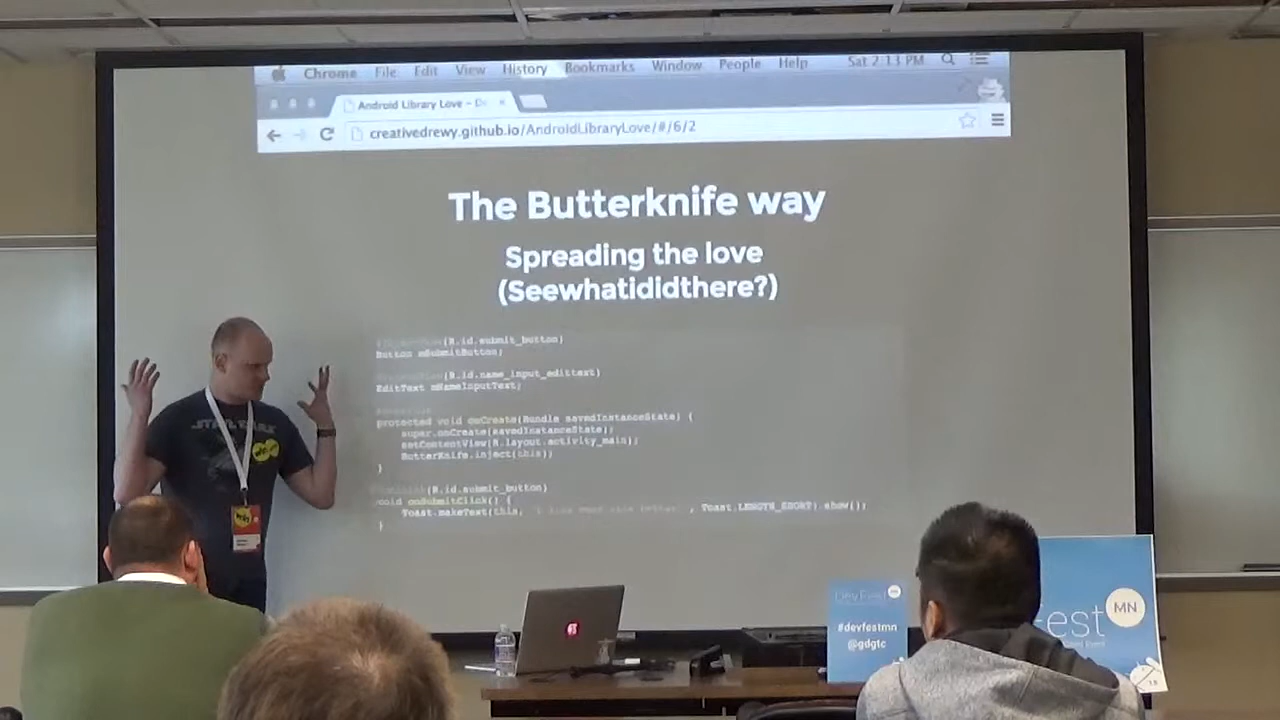 Chrome File Edit View History Bookmarks Window People Help Sat 2:13 PM
Android Library Love - D
creativedrewy.github.io/AndroidLibraryLove/#/6/2
The Butterknife way
Spreading the love
(Seewhatididthere?)
(R.id.submit_button)
Button mSubmitButton;
(R.id.name_input_edittext)
EditText mNameInputText;
protected void onCreate(Bundle savedInstanceState) {
super.onCreate(savedInstanceState);
setContentView(R.layout.activity_main);
ButterKnife.inject(this);
}
(R.id.submit_button)
void onSubmitClick() {
Toast.makeText(this, , Toast.LENGTH_SHORT).show();
}
STAR WARS
#devfestmn
@gdgtc
MN
est